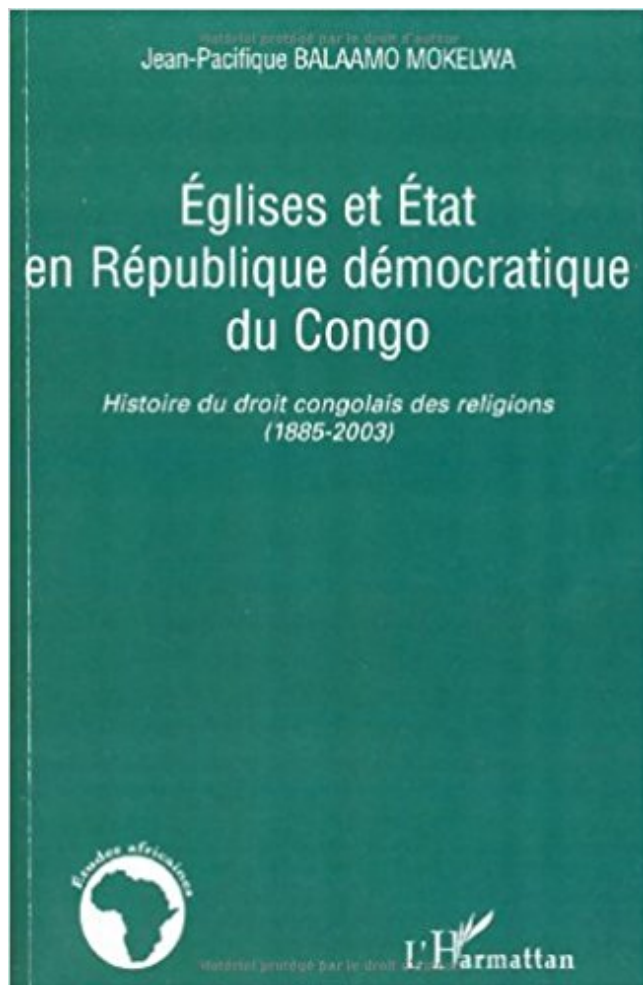 Matériel protégé par le droit d'auteur
Jean-Pacifique BALAAMO MOKELWA
Églises et État
en République démocratique
du Congo
Histoire du droit congolais des religions
(1885-2003)
Études africaines
L'Harmattan
Matériel protégé par le droit d'auteur